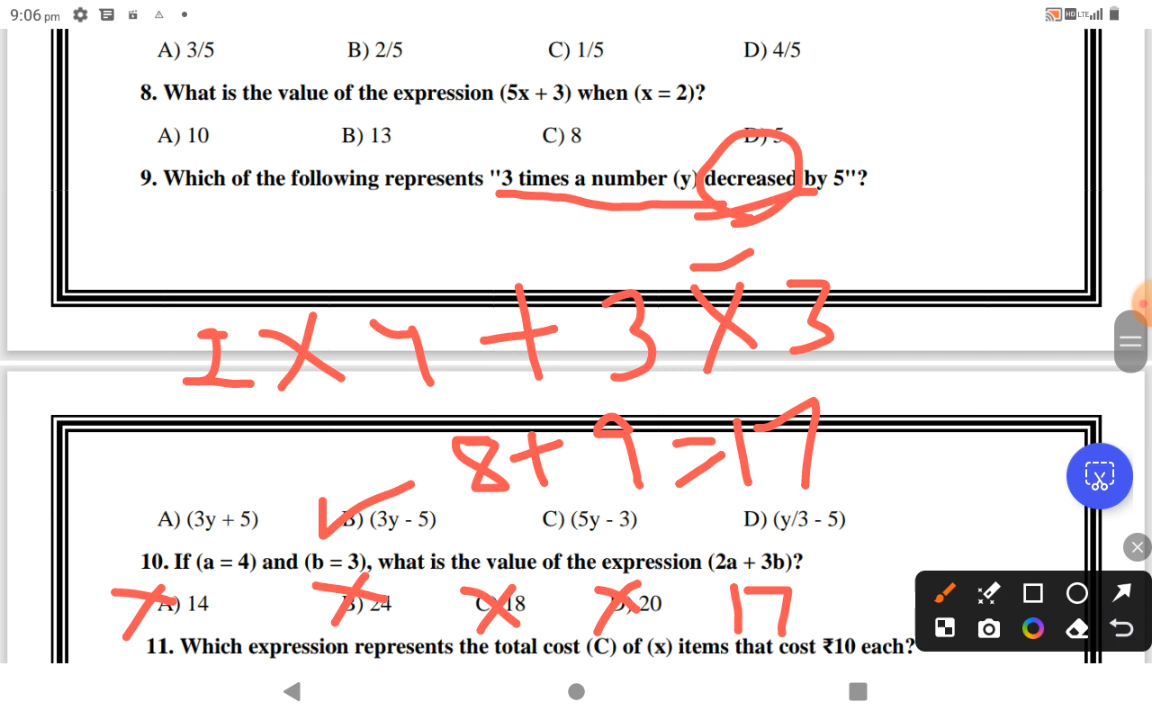 9:06 pm HD LTE
A) 3/5 B) 2/5 C) 1/5 D) 4/5
8. What is the value of the expression (5x + 3) when (x = 2)?
A) 10 B) 13 C) 8 D) 5
9. Which of the following represents "3 times a number (y) decreased by 5"?
2 × 4 + 3 × 3
8 + 9 = 17
A) (3y + 5) B) (3y - 5) C) (5y - 3) D) (y/3 - 5)
10. If (a = 4) and (b = 3), what is the value of the expression (2a + 3b)?
A) 14 B) 24 C) 18 D) 20 17
11. Which expression represents the total cost (C) of (x) items that cost ₹10 each?